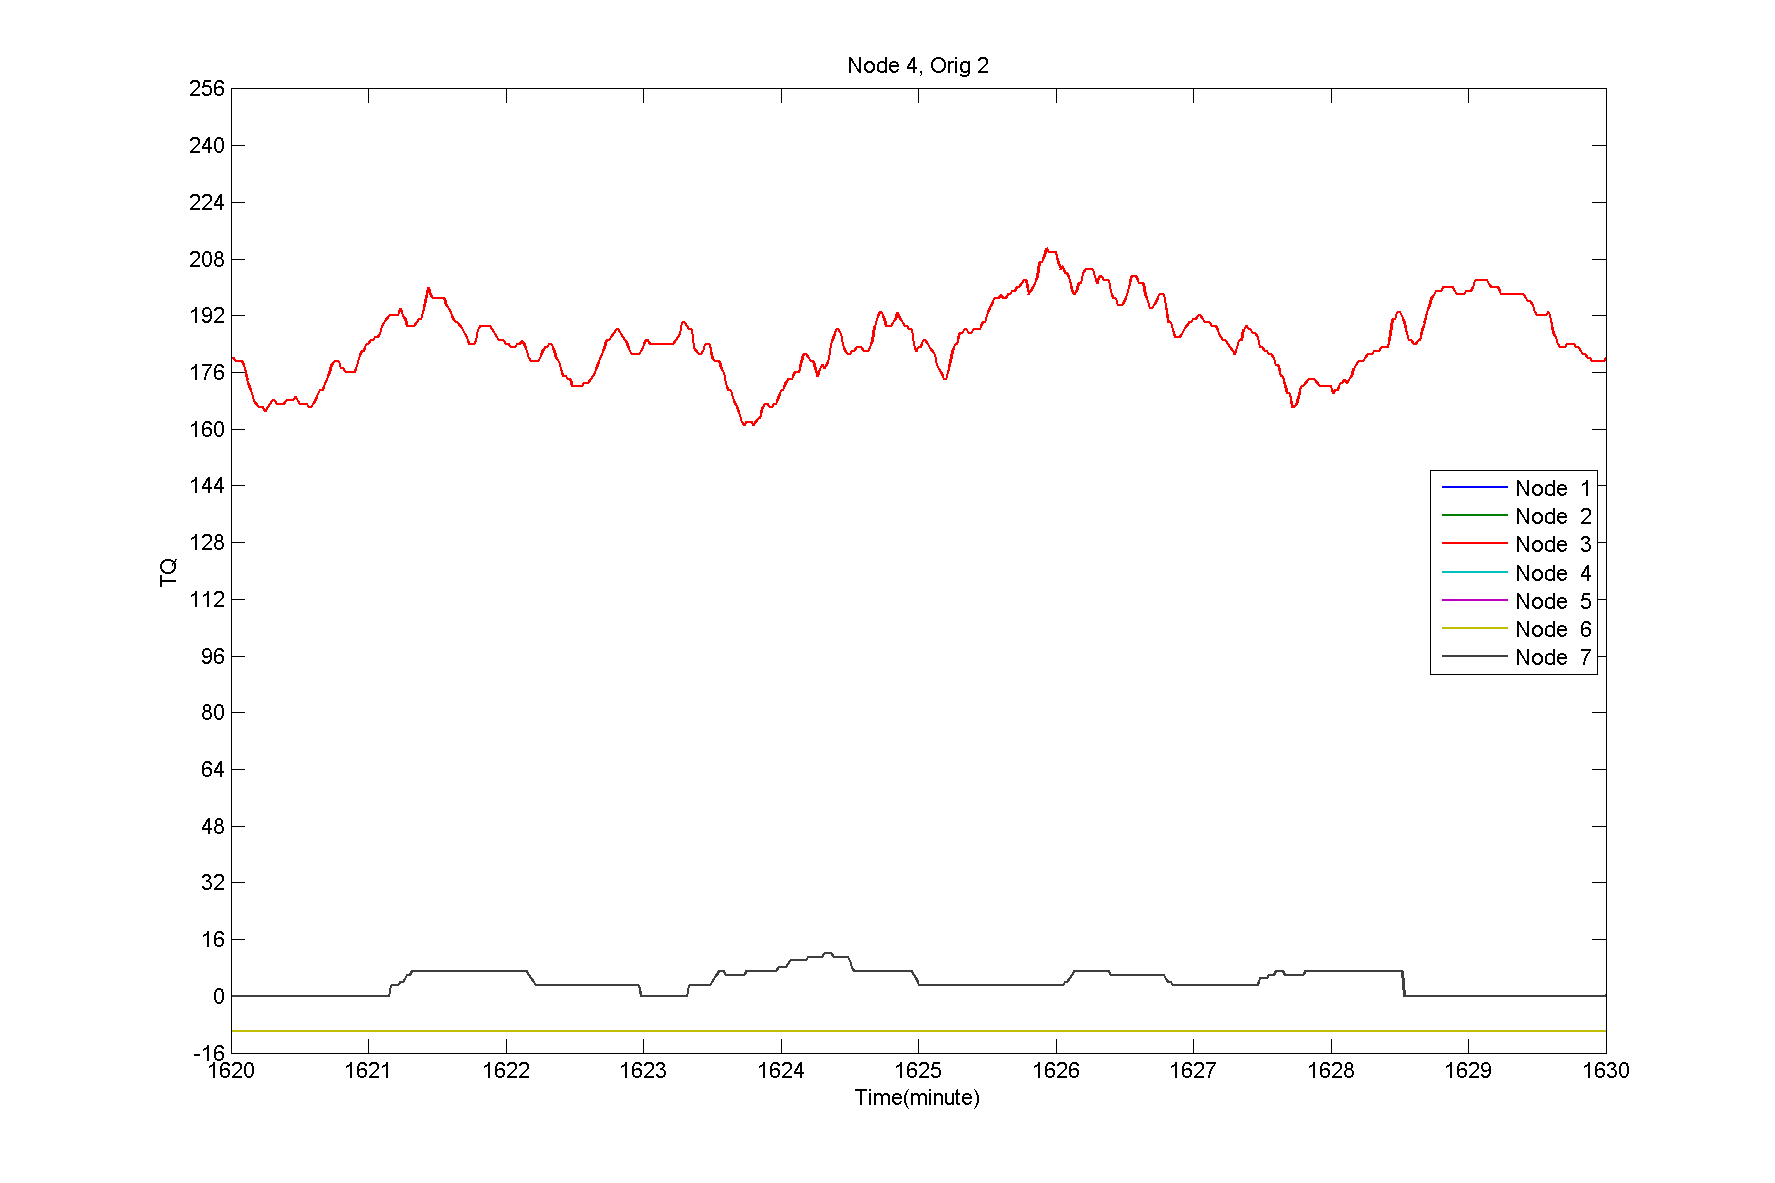 Node 4, Orig 2
256
240
224
208
192
176
160
144
128
112
96
80
64
48
32
16
0
-16
TQ
Node 1
Node 2
Node 3
Node 4
Node 5
Node 6
Node 7
1620 1621 1622 1623 1624 1625 1626 1627 1628 1629 1630
Time(minute)